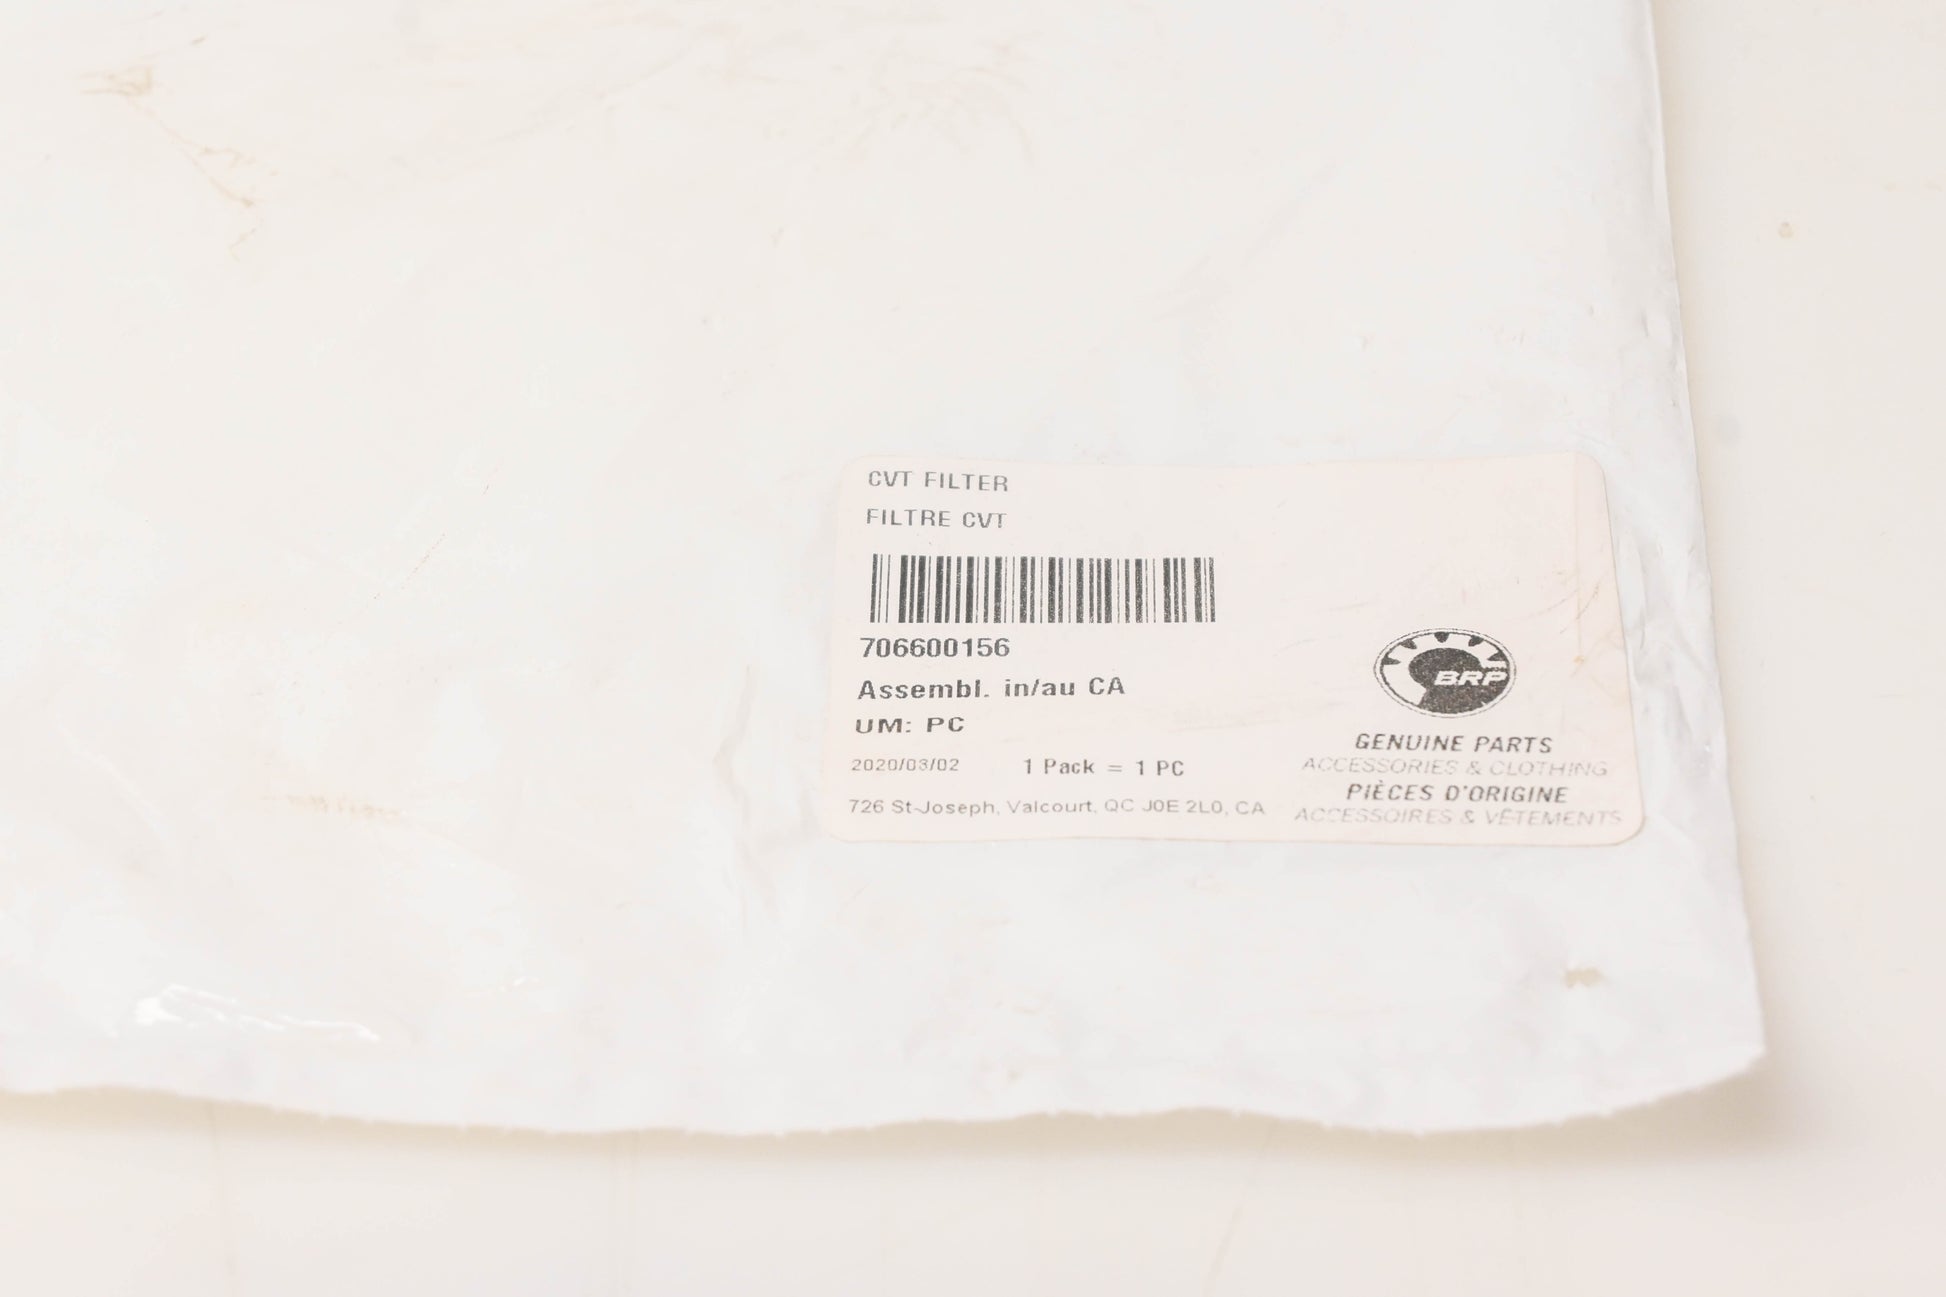 CVT FILTER
FILTRE CVT
706600156
Assembl. in/au CA
UM: PC
2020/03/02 1 Pack = 1 PC
726 St-Joseph, Valcourt, QC J0E 2L0, CA
BRP
GENUINE PARTS
ACCESSORIES & CLOTHING
PIÈCES D'ORIGINE
ACCESSOIRES & VÊTEMENTS